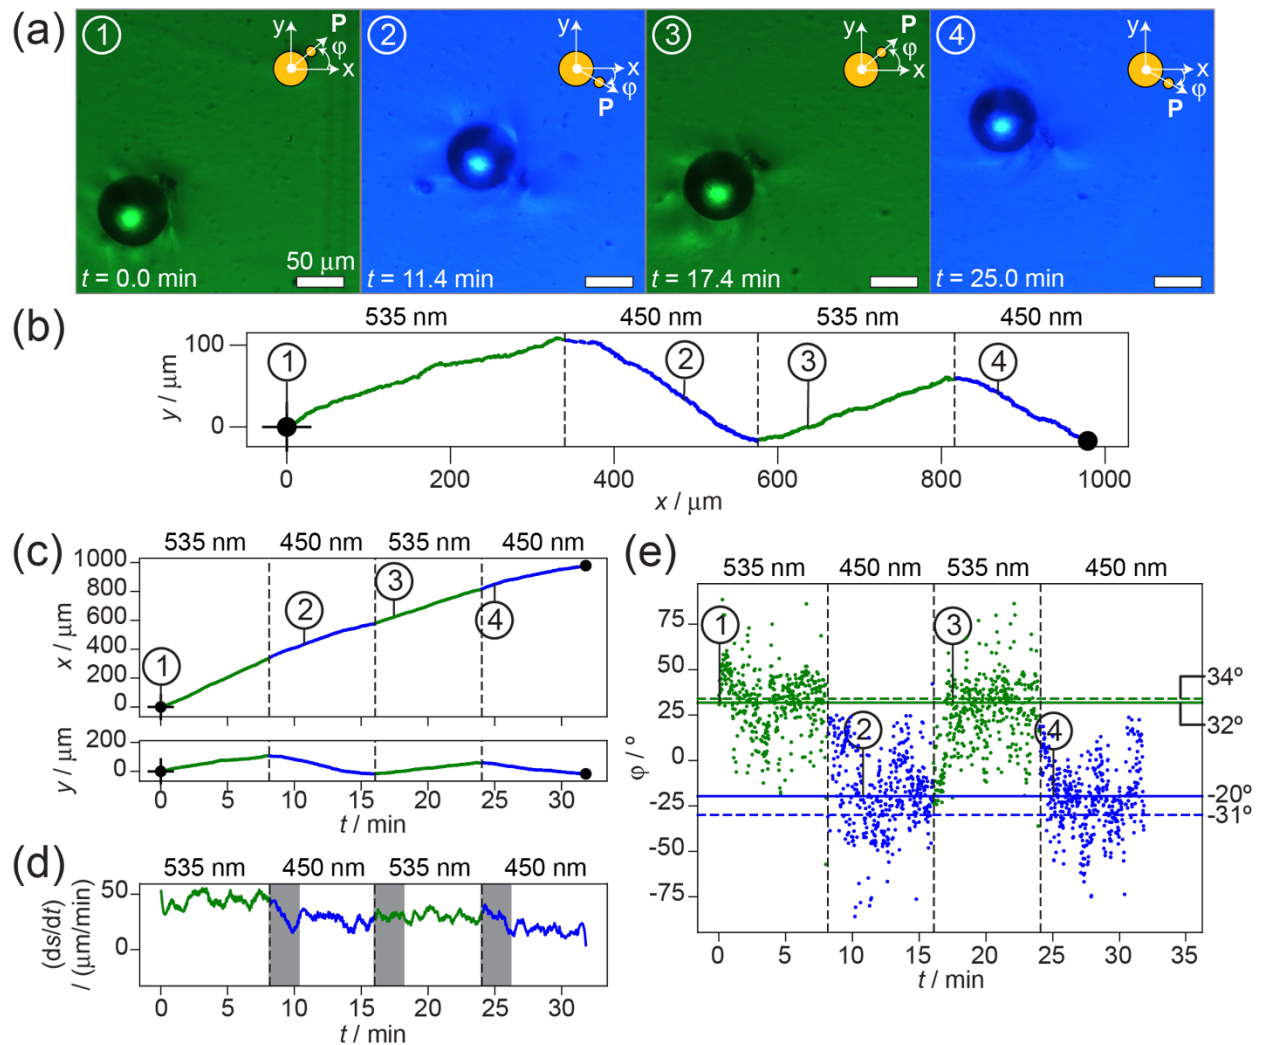 (a)
1
y
P
φ
x
t = 0.0 min
50 μm
2
y
x
φ
P
t = 11.4 min
3
y
P
φ
x
t = 17.4 min
4
y
x
φ
P
t = 25.0 min
(b)
535 nm 450 nm 535 nm 450 nm
y / μm
100
0
1 2 3 4
0 200 400 600 800 1000
x / μm
(c)
535 nm 450 nm 535 nm 450 nm
x / μm
1000
800
600
400
200
0
1 2 3 4
y / μm
200
0
0 5 10 15 20 25 30
t / min
(d)
535 nm 450 nm 535 nm 450 nm
(ds/dt)
/ (μm/min)
50
0
0 5 10 15 20 25 30
t / min
(e)
535 nm 450 nm 535 nm 450 nm
φ / º
75
50
25
0
-25
-50
-75
1 2 3 4
34º
32º
-20º
-31º
0 5 10 15 20 25 30 35
t / min